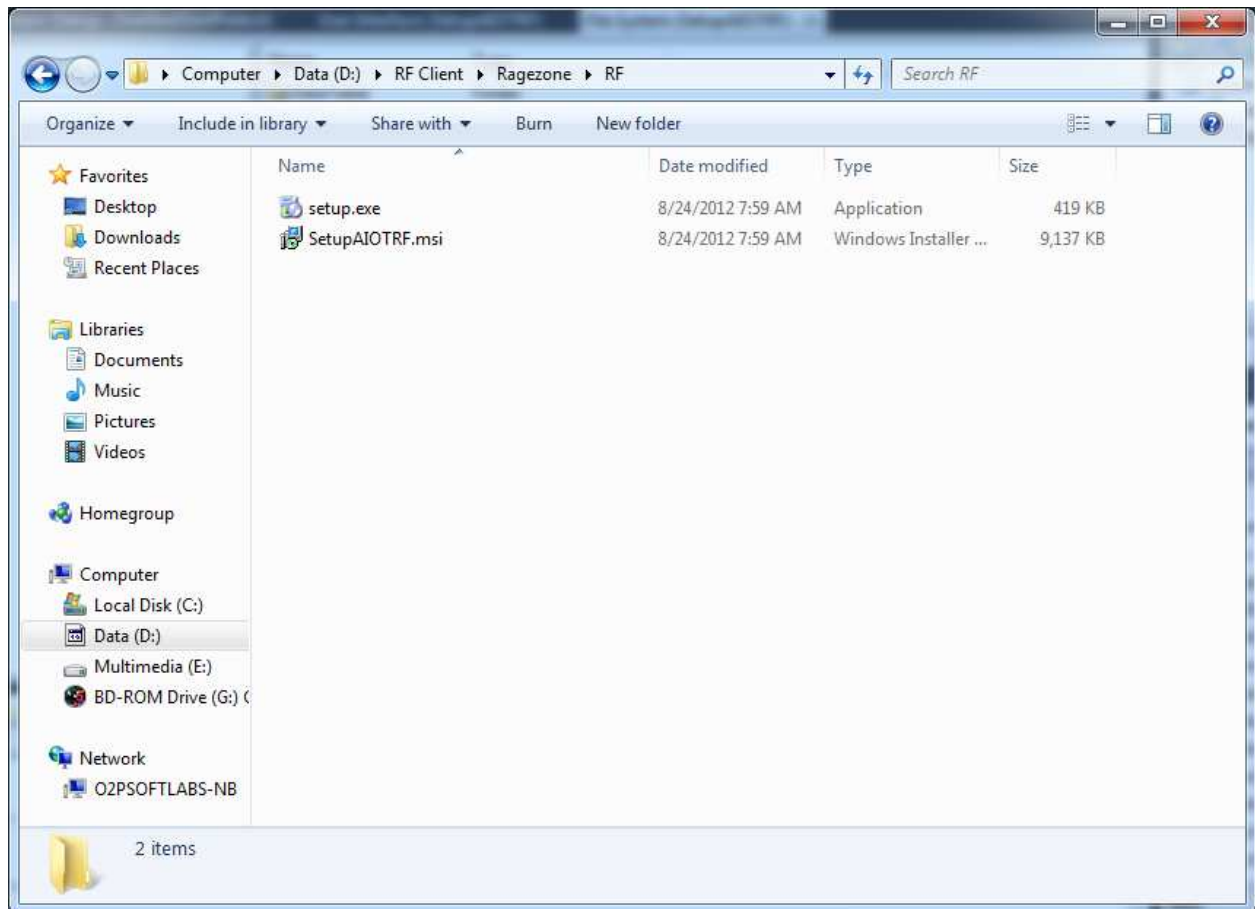 Computer ▸ Data (D:) ▸ RF Client ▸ Ragezone ▸ RF
Search RF
Organize Include in library Share with Burn New folder
Name Date modified Type Size
setup.exe 8/24/2012 7:59 AM Application 419 KB
SetupAIOTRF.msi 8/24/2012 7:59 AM Windows Installer ... 9,137 KB
Favorites
Desktop
Downloads
Recent Places
Libraries
Documents
Music
Pictures
Videos
Homegroup
Computer
Local Disk (C:)
Data (D:)
Multimedia (E:)
BD-ROM Drive (G:)
Network
O2PSOFTLABS-NB
2 items